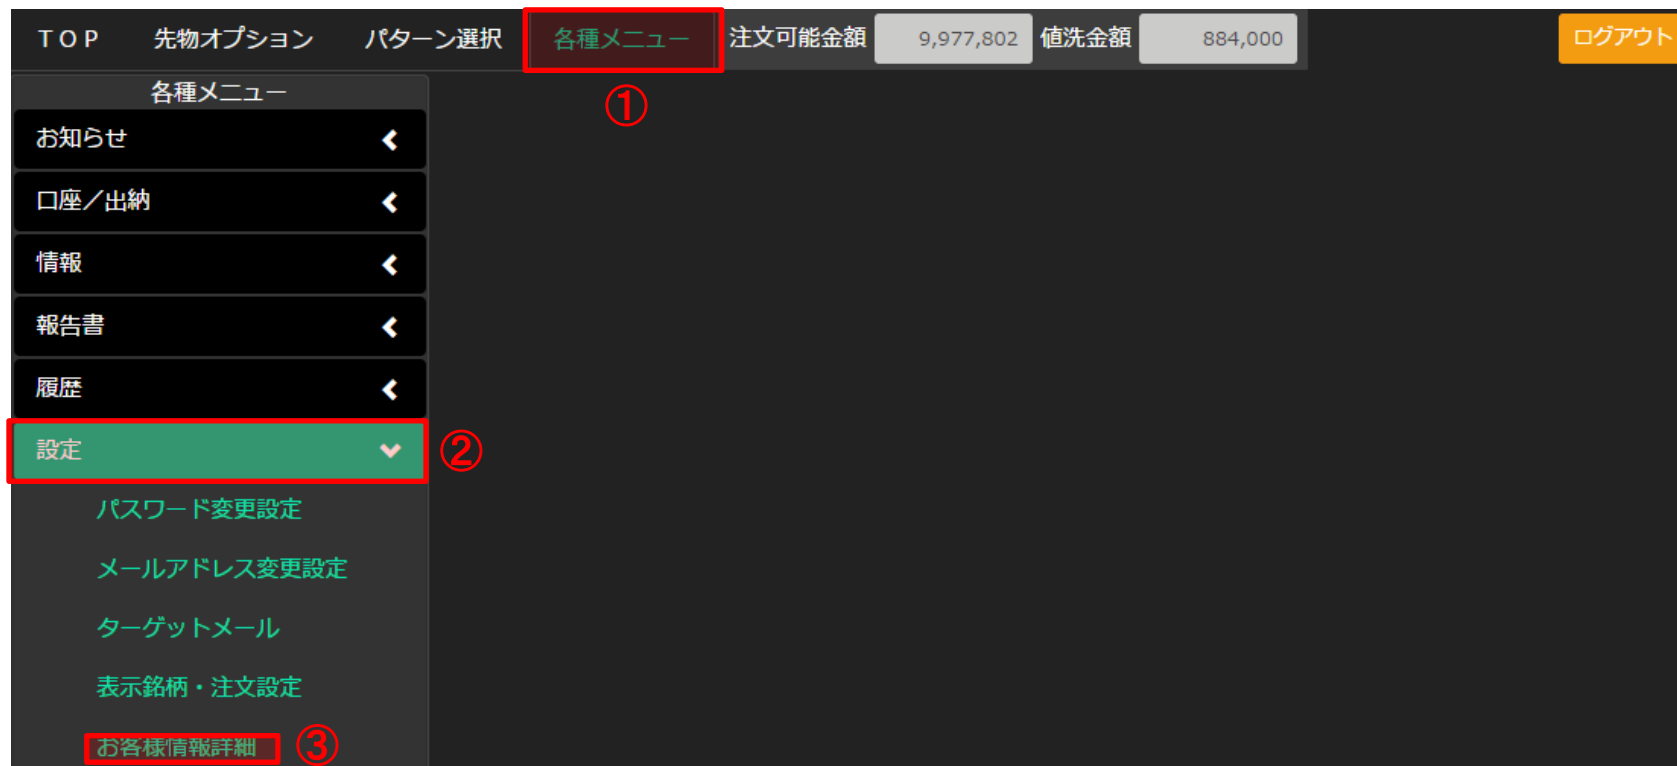 TOP 先物オプション パターン選択 各種メニュー 注文可能金額 9,977,802 値洗金額 884,000 ログアウト
①
各種メニュー
お知らせ
口座／出納
情報
報告書
履歴
設定 ②
パスワード変更設定
メールアドレス変更設定
ターゲットメール
表示銘柄・注文設定
お客様情報詳細 ③